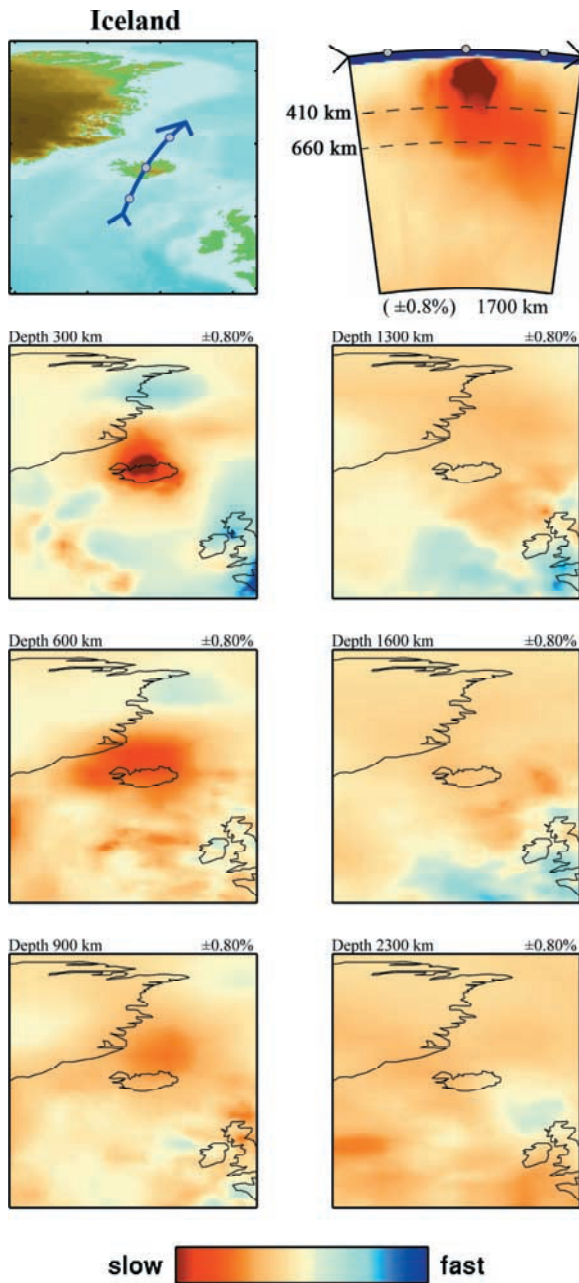 Iceland
410 km
660 km
( ±0.8%) 1700 km
Depth 300 km ±0.80%
Depth 1300 km ±0.80%
Depth 600 km ±0.80%
Depth 1600 km ±0.80%
Depth 900 km ±0.80%
Depth 2300 km ±0.80%
slow fast